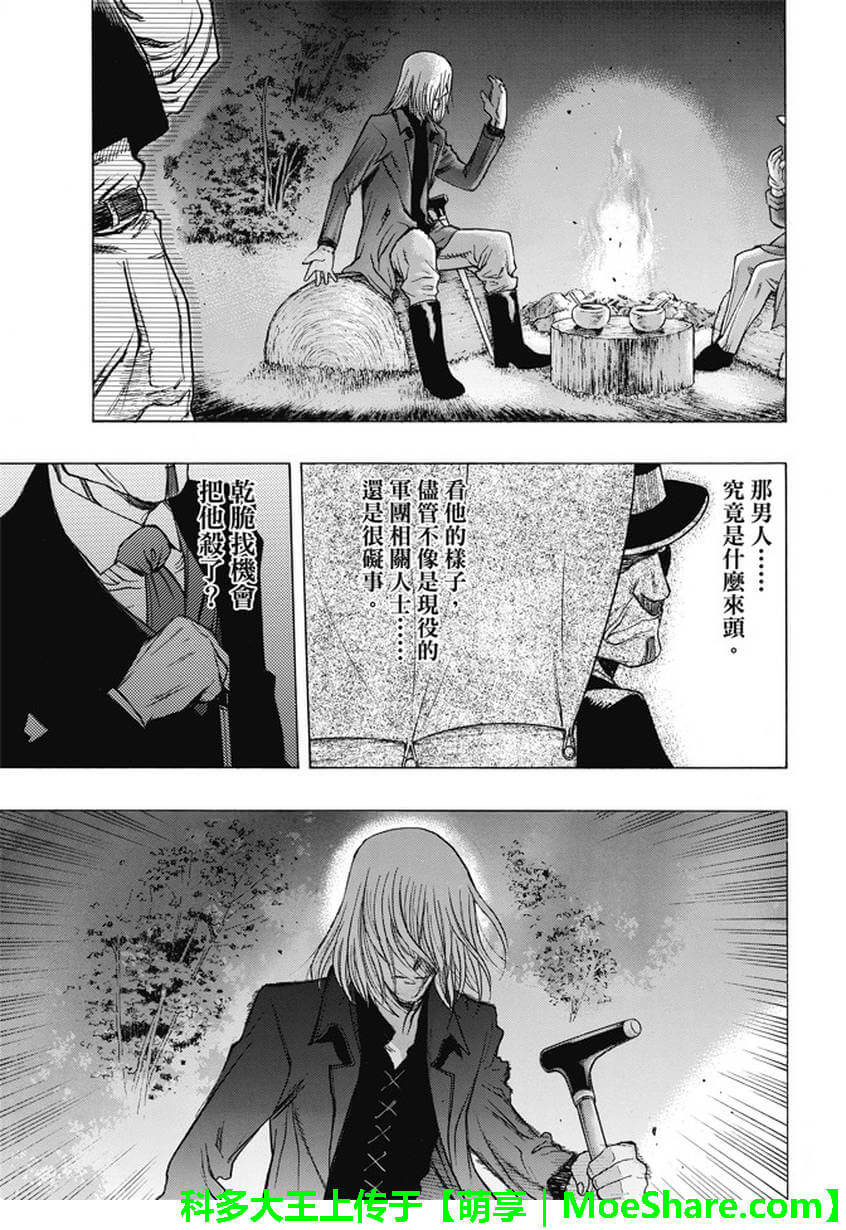 那男人……
究竟是什麼來頭。
看他的樣子，
儘管不像是現役的
軍團相關人士……
還是很礙事。
乾脆找機會
把他殺了？
科多大王上传于【萌享｜MoeShare.com】